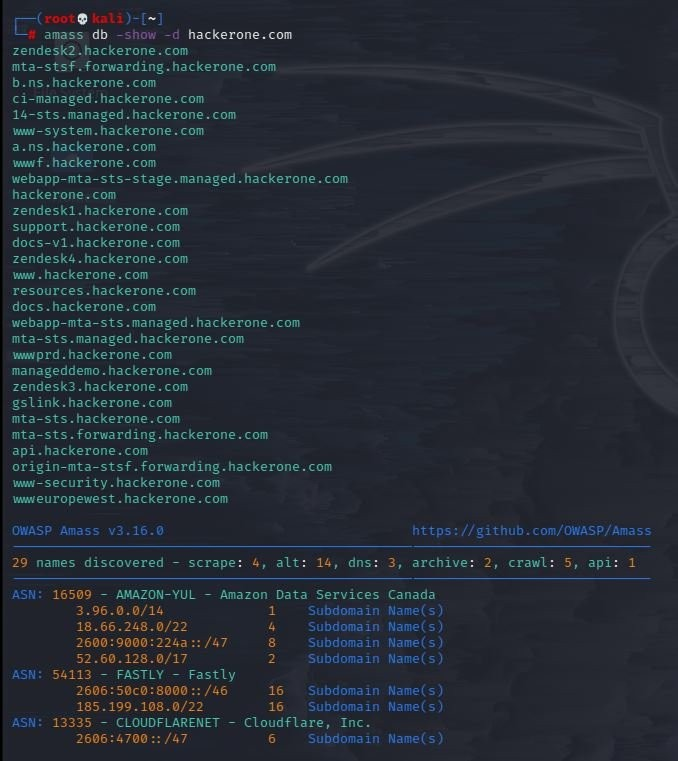 ┌──(root💀kali)-[~]
└─# amass db -show -d hackerone.com
zendesk2.hackerone.com
mta-stsf.forwarding.hackerone.com
b.ns.hackerone.com
ci-managed.hackerone.com
14-sts.managed.hackerone.com
www-system.hackerone.com
a.ns.hackerone.com
wwwf.hackerone.com
webapp-mta-sts-stage.managed.hackerone.com
hackerone.com
zendesk1.hackerone.com
support.hackerone.com
docs-v1.hackerone.com
zendesk4.hackerone.com
www.hackerone.com
resources.hackerone.com
docs.hackerone.com
webapp-mta-sts.managed.hackerone.com
mta-sts.managed.hackerone.com
wwwprd.hackerone.com
manageddemo.hackerone.com
zendesk3.hackerone.com
gslink.hackerone.com
mta-sts.hackerone.com
mta-sts.forwarding.hackerone.com
api.hackerone.com
origin-mta-stsf.forwarding.hackerone.com
www-security.hackerone.com
wwweuropewest.hackerone.com
OWASP Amass v3.16.0 https://github.com/OWASP/Amass
29 names discovered - scrape: 4, alt: 14, dns: 3, archive: 2, crawl: 5, api: 1
ASN: 16509 - AMAZON-YUL - Amazon Data Services Canada
3.96.0.0/14 1 Subdomain Name(s)
18.66.248.0/22 4 Subdomain Name(s)
2600:9000:224a::/47 8 Subdomain Name(s)
52.60.128.0/17 2 Subdomain Name(s)
ASN: 54113 - FASTLY - Fastly
2606:50c0:8000::/46 16 Subdomain Name(s)
185.199.108.0/22 16 Subdomain Name(s)
ASN: 13335 - CLOUDFLARENET - Cloudflare, Inc.
2606:4700::/47 6 Subdomain Name(s)